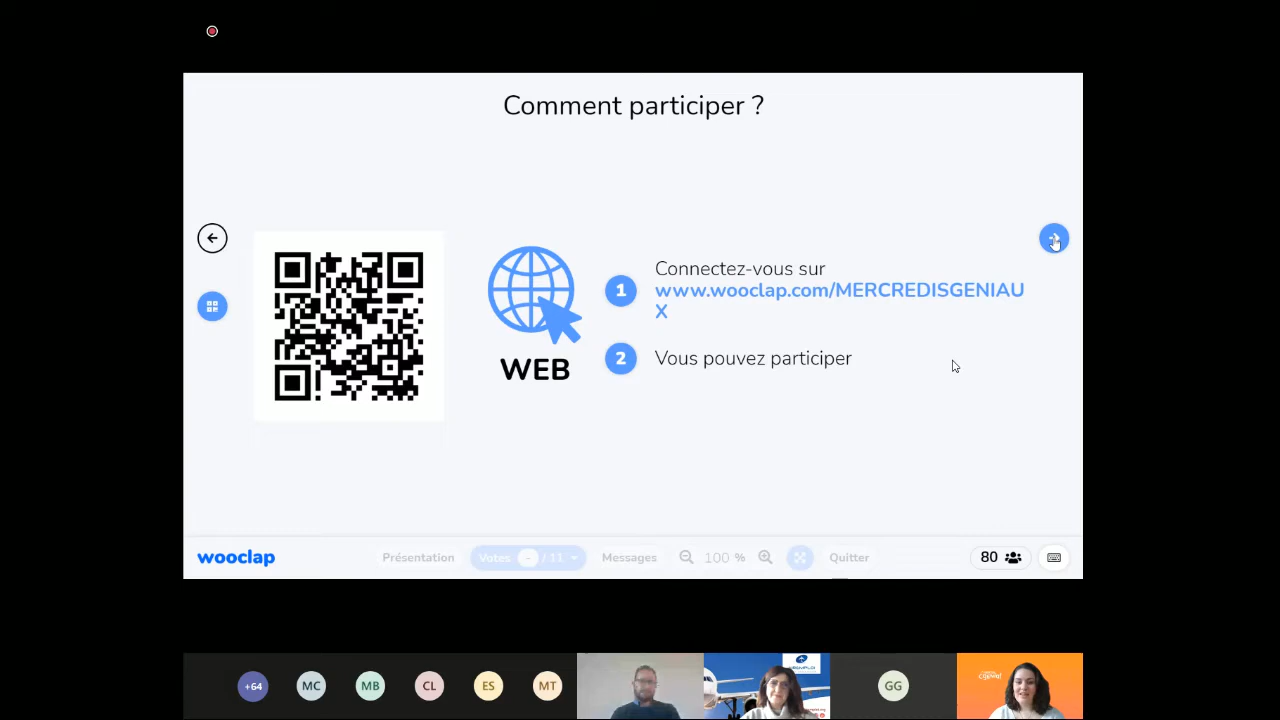 Comment participer ?
Connectez-vous sur
1
www.wooclap.com/MERCREDISGENIAU
X
2 Vous pouvez participer
WEB
wooclap
Présentation
Votes - / 11
Messages
100 %
Quitter
80
+64
MC
MB
CL
ES
MT
GG